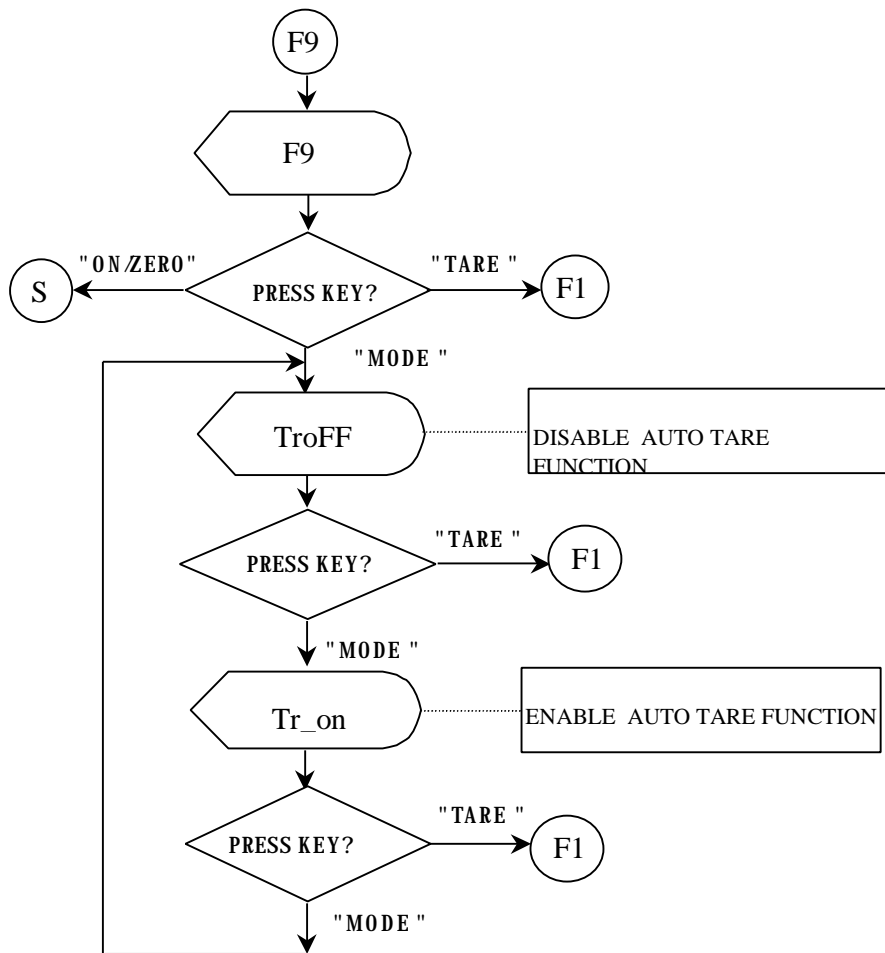 F9
F9
"ON/ZERO"
"TARE"
S
PRESS KEY?
F1
"MODE"
TroFF
DISABLE AUTO TARE
FUNCTION
"TARE"
PRESS KEY?
F1
"MODE"
Tr_on
ENABLE AUTO TARE FUNCTION
"TARE"
PRESS KEY?
F1
"MODE"